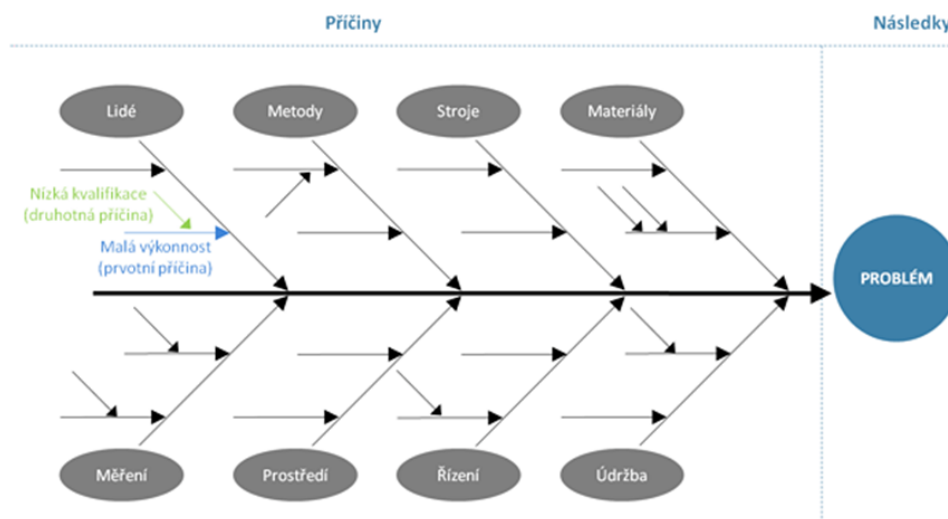 Příčiny
Následky
Lidé
Metody
Stroje
Materiály
Nízká kvalifikace
(druhotná příčina)
Malá výkonnost
(prvotní příčina)
PROBLÉM
Měření
Prostředí
Řízení
Údržba